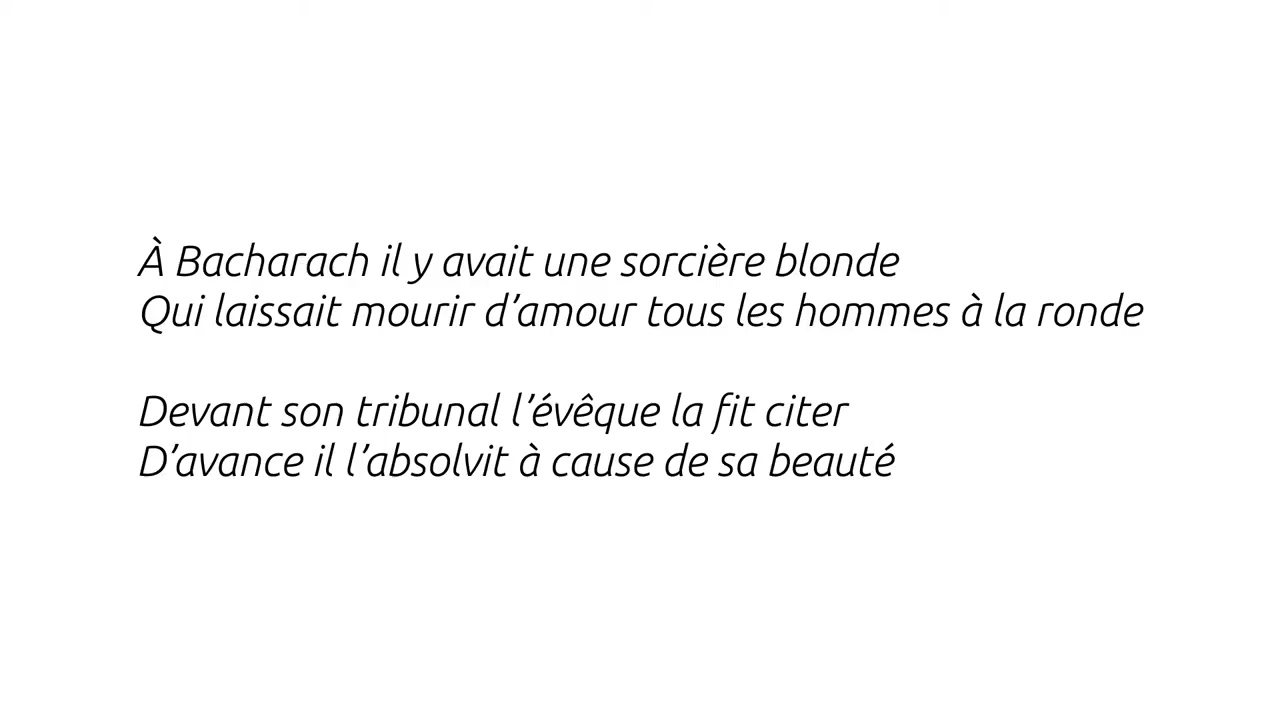 À Bacharach il y avait une sorcière blonde
Qui laissait mourir d’amour tous les hommes à la ronde
Devant son tribunal l’évêque la fit citer
D’avance il l’absolvit à cause de sa beauté